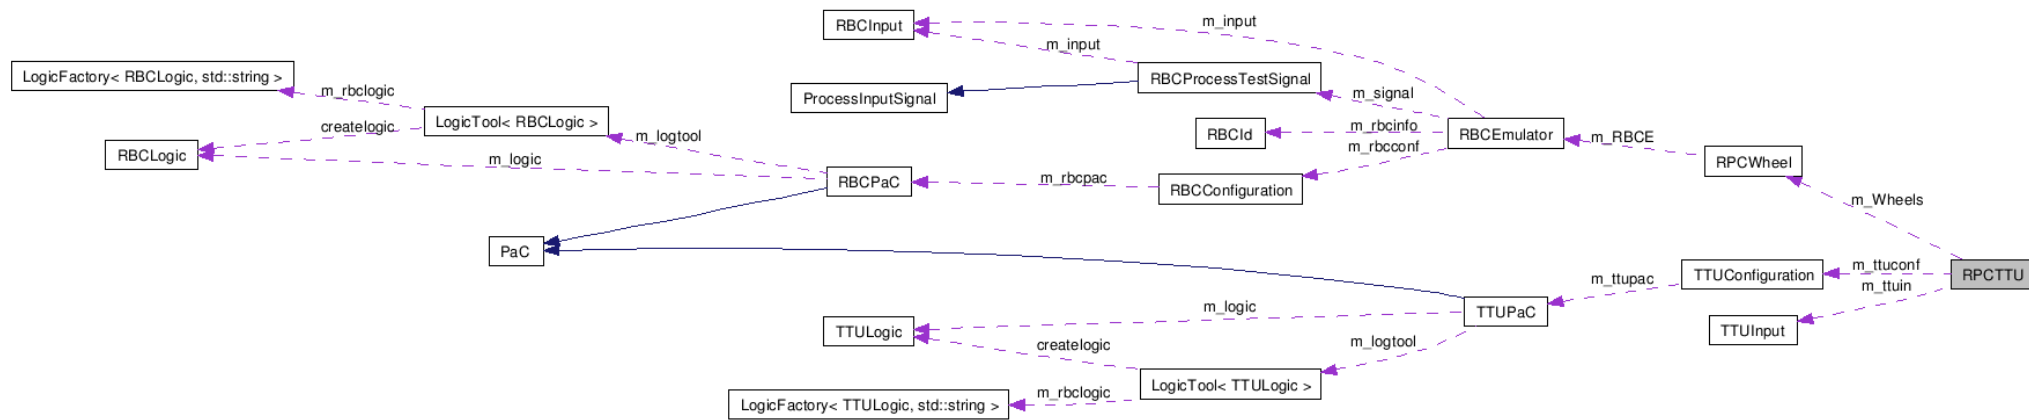 RBCInput
m_input
m_input
LogicFactory< RBCLogic, std::string >
RBCProcessTestSignal
m_rbclogic
ProcessInputSignal
m_signal
LogicTool< RBCLogic >
createlogic
m_logtool
RBCId
m_rbcinfo
RBCEmulator
m_RBCE
m_rbcconf
RBCLogic
m_logic
RPCWheel
RBCPaC
m_rbcpac
RBCConfiguration
m_Wheels
PaC
m_ttupac
TTUConfiguration
m_ttuconf
RPCTTU
m_ttuin
m_logic
TTUPaC
TTULogic
TTUInput
createlogic
m_logtool
LogicTool< TTULogic >
m_rbclogic
LogicFactory< TTULogic, std::string >